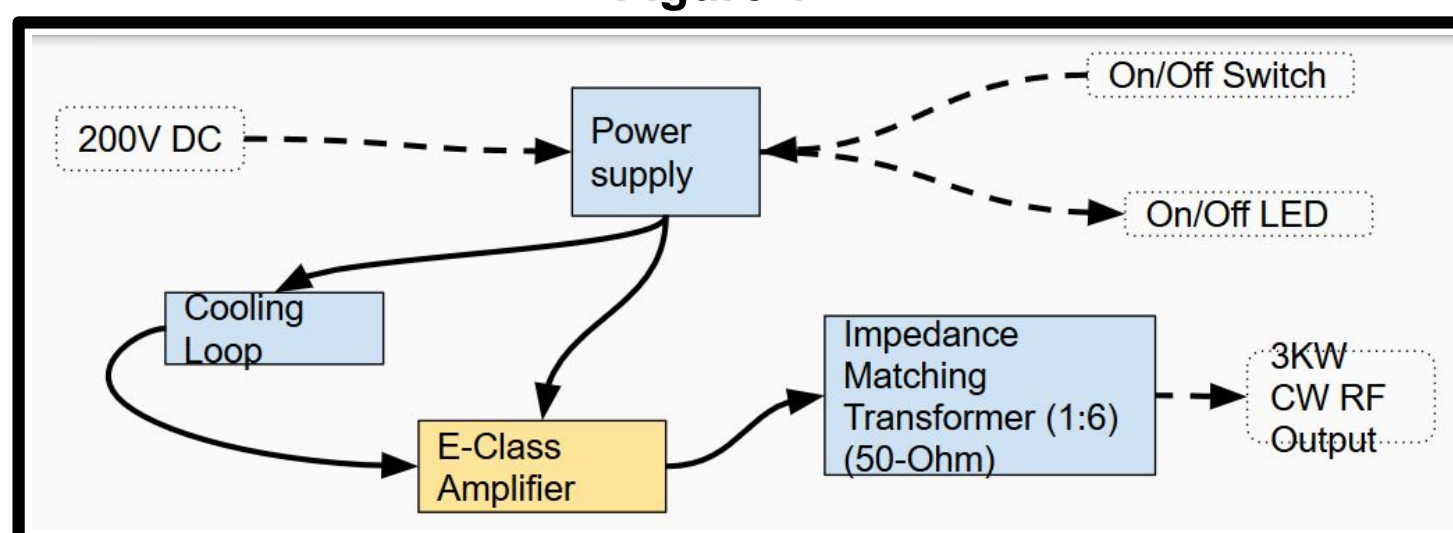 200V DC
Power
supply
On/Off Switch
On/Off LED
Cooling
Loop
E-Class
Amplifier
Impedance
Matching
Transformer (1:6)
(50-Ohm)
3KW
CW RF
Output